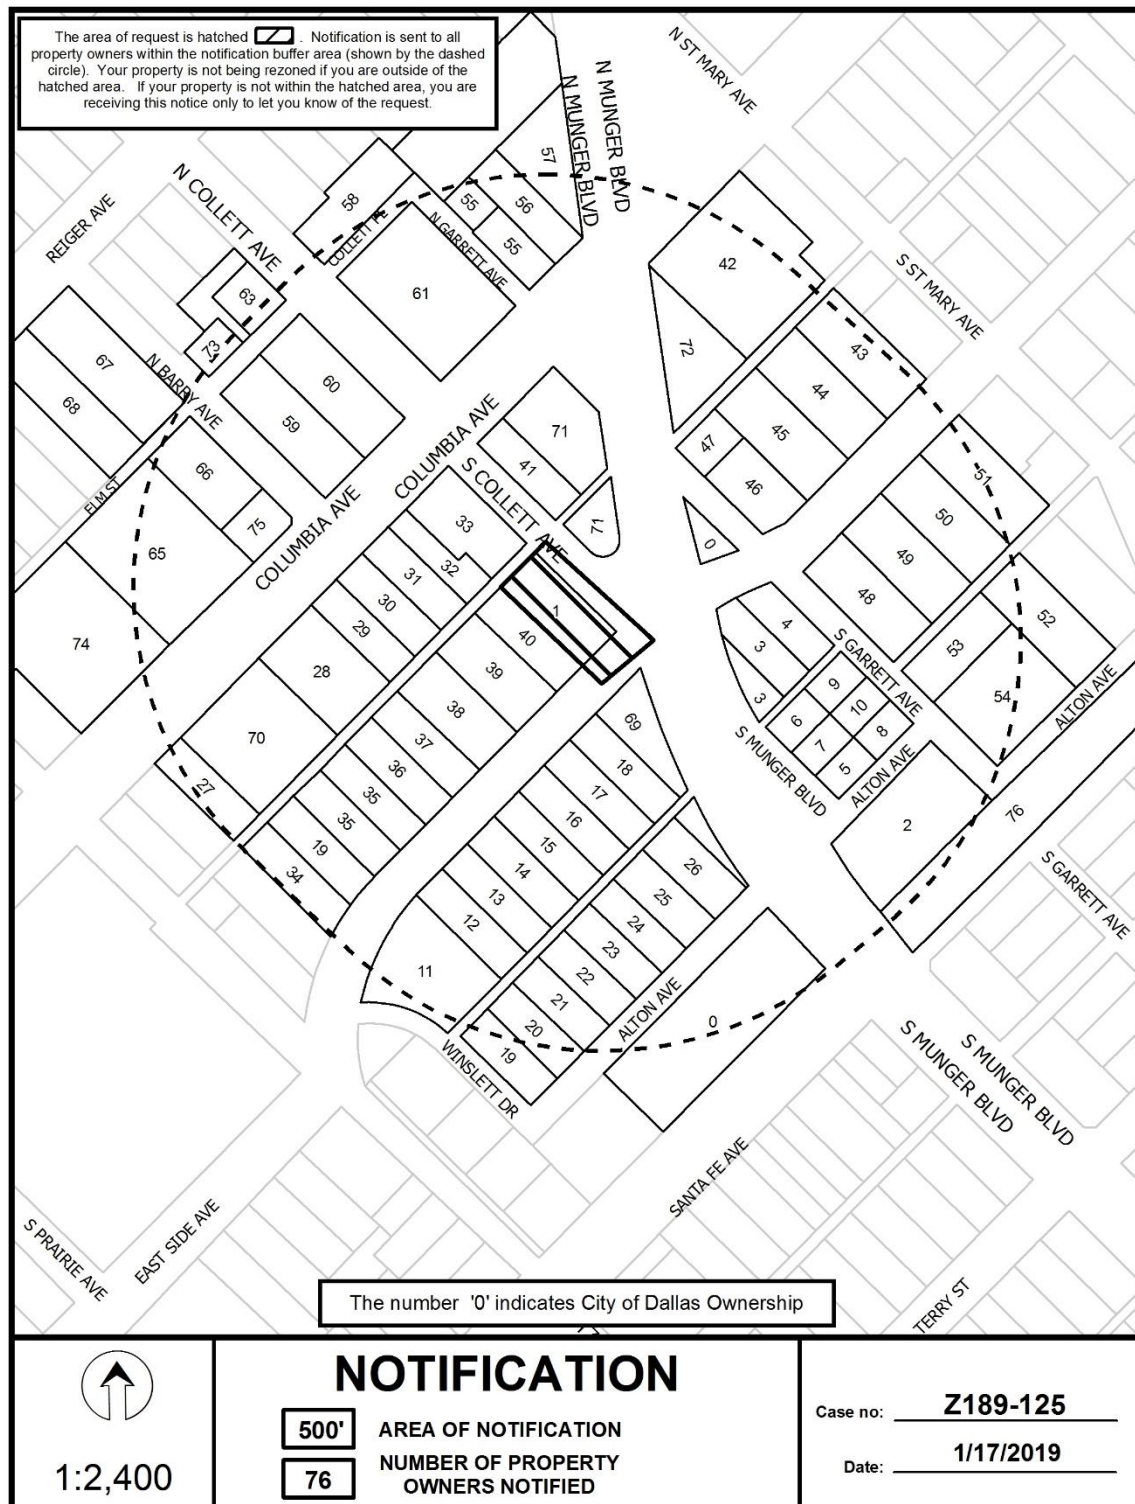 The area of request is hatched . Notification is sent to all
property owners within the notification buffer area (shown by the dashed
circle). Your property is not being rezoned if you are outside of the
hatched area. If your property is not within the hatched area, you are
receiving this notice only to let you know of the request.
N ST MARY AVE
N MUNGER BLVD
N MUNGER BLVD
57
N COLLETT AVE
58
55
56
REIGER AVE
COLLETT PL
N GARRETT AVE
55
42
S ST MARY AVE
63
61
73
72
43
67
N BARRY AVE
60
44
68
59
COLUMBIA AVE
71
45
47
41
S COLLETT AVE
66
46
51
ELM ST
COLUMBIA AVE
33
71
50
75
0
65
32
49
31
30
48
1
52
29
40
4
S GARRETT AVE
53
74
28
39
3
9
54
ALTON AVE
3
10
38
6
8
69
70
37
7
S MUNGER BLVD
5
ALTON AVE
18
36
27
17
76
35
16
2
35
15
26
S GARRETT AVE
19
14
25
34
13
24
12
23
11
22
21
ALTON AVE
20
0
19
WINSLETT DR
S MUNGER BLVD
S MUNGER BLVD
SANTA FE AVE
S PRAIRIE AVE
EAST SIDE AVE
TERRY ST
The number '0' indicates City of Dallas Ownership
1:2,400
NOTIFICATION
500' AREA OF NOTIFICATION
76 NUMBER OF PROPERTY
OWNERS NOTIFIED
Case no: Z189-125
Date: 1/17/2019